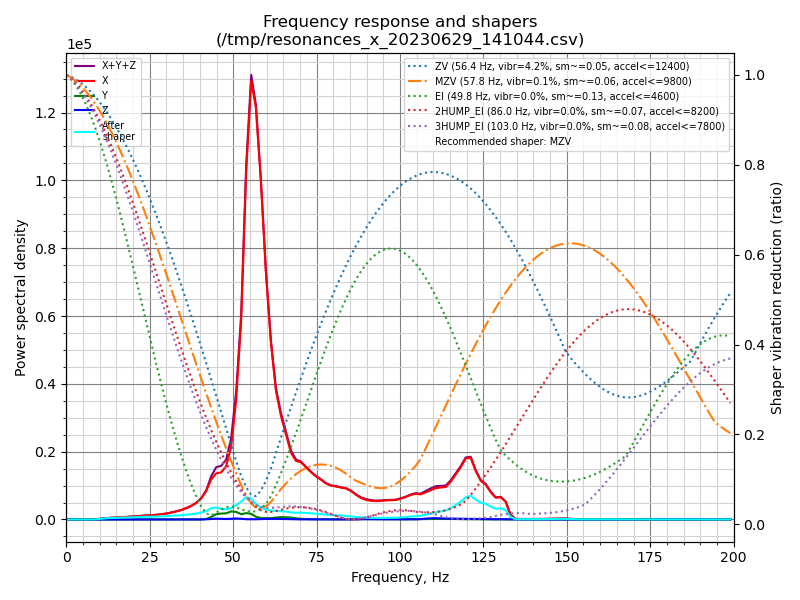 Frequency response and shapers
(/tmp/resonances_x_20230629_141044.csv)
1e5
X+Y+Z
X
Y
Z
After
shaper
ZV (56.4 Hz, vibr=4.2%, sm~=0.05, accel<=12400)
MZV (57.8 Hz, vibr=0.1%, sm~=0.06, accel<=9800)
EI (49.8 Hz, vibr=0.0%, sm~=0.13, accel<=4600)
2HUMP_EI (86.0 Hz, vibr=0.0%, sm~=0.07, accel<=8200)
3HUMP_EI (103.0 Hz, vibr=0.0%, sm~=0.08, accel<=7800)
Recommended shaper: MZV
1.2
1.0
0.8
0.6
0.4
0.2
0.0
Power spectral density
1.0
0.8
0.6
0.4
0.2
0.0
Shaper vibration reduction (ratio)
0 25 50 75 100 125 150 175 200
Frequency, Hz